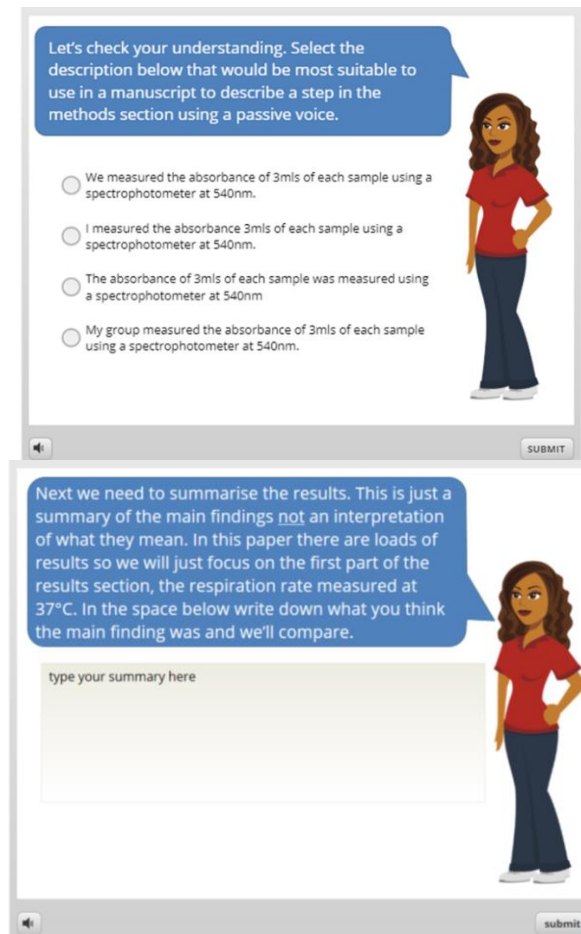 Let's check your understanding. Select the
description below that would be most suitable to
use in a manuscript to describe a step in the
methods section using a passive voice.
We measured the absorbance of 3mls of each sample using a
spectrophotometer at 540nm.
I measured the absorbance 3mls of each sample using a
spectrophotometer at 540nm.
The absorbance of 3mls of each sample was measured using
a spectrophotometer at 540nm
My group measured the absorbance of 3mls of each sample
using a spectrophotometer at 540nm.
SUBMIT
Next we need to summarise the results. This is just a
summary of the main findings not an interpretation
of what they mean. In this paper there are loads of
results so we will just focus on the first part of the
results section, the respiration rate measured at
37°C. In the space below write down what you think
the main finding was and we'll compare.
type your summary here
submit